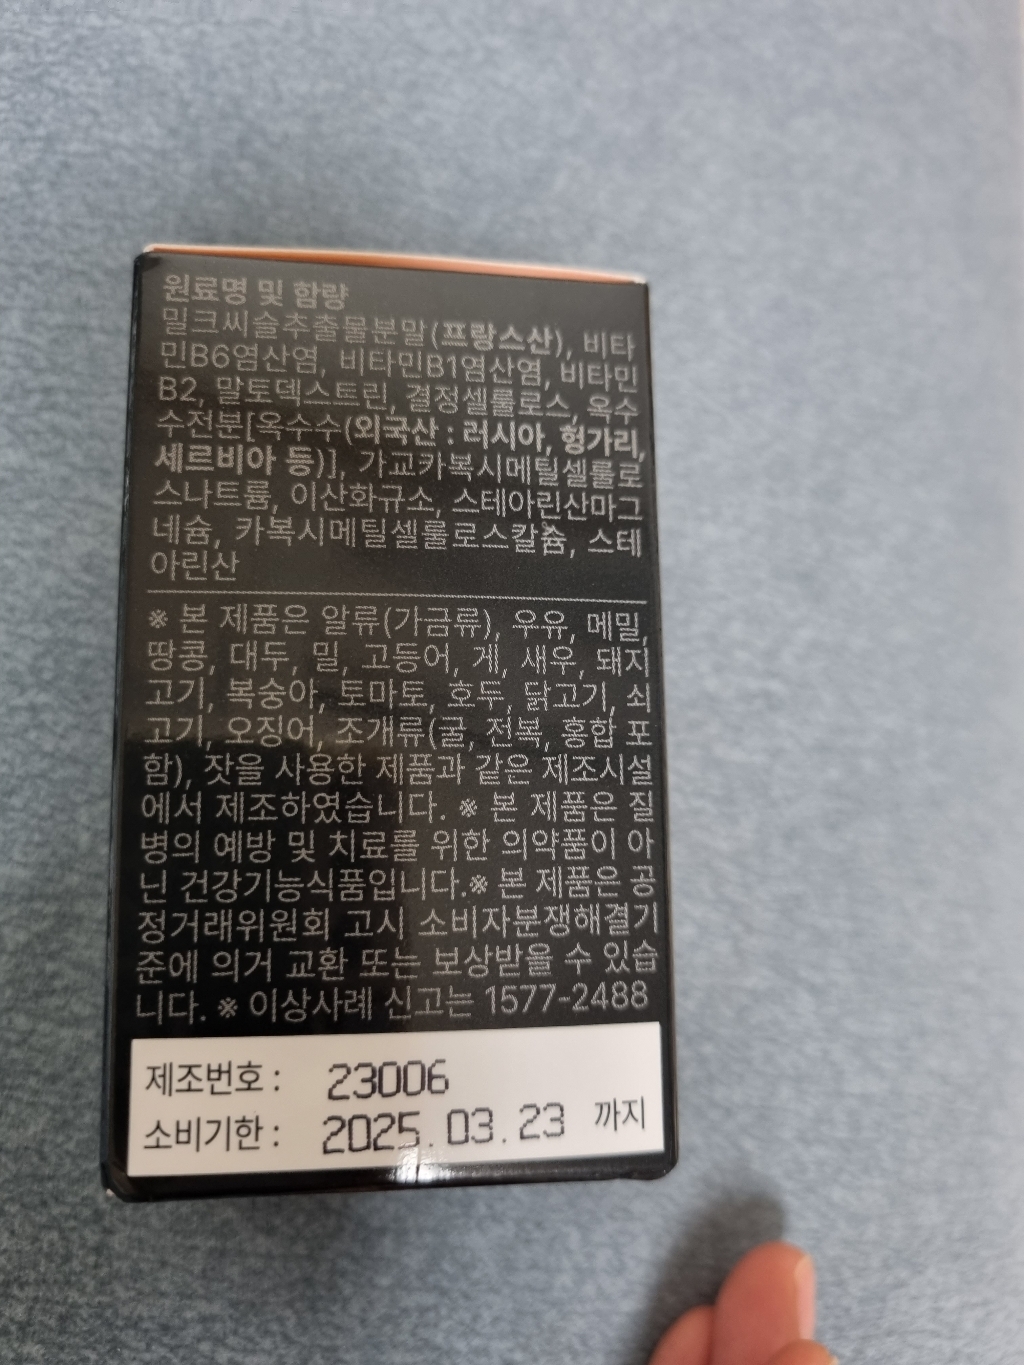 원료명 및 함량
밀크씨슬추출물분말(프랑스산), 비타
민B6염산염, 비타민B1염산염, 비타민
B2, 말토덱스트린, 결정셀룰로스, 옥수
수전분[옥수수(외국산 : 러시아, 헝가리,
세르비아 등)], 가교카복시메틸셀룰로
스나트륨, 이산화규소, 스테아린산마그
네슘, 카복시메틸셀룰로스칼슘, 스테
아린산
※ 본 제품은 알류(가금류), 우유, 메밀,
땅콩, 대두, 밀, 고등어, 게, 새우, 돼지
고기, 복숭아, 토마토, 호두, 닭고기, 쇠
고기, 오징어, 조개류(굴, 전복, 홍합 포
함), 잣을 사용한 제품과 같은 제조시설
에서 제조하였습니다. ※ 본 제품은 질
병의 예방 및 치료를 위한 의약품이 아
닌 건강기능식품입니다.※ 본 제품은 공
정거래위원회 고시 소비자분쟁해결기
준에 의거 교환 또는 보상받을 수 있습
니다. ※ 이상사례 신고는 1577-2488
제조번호 : 23006
소비기한 : 2025.03.23 까지